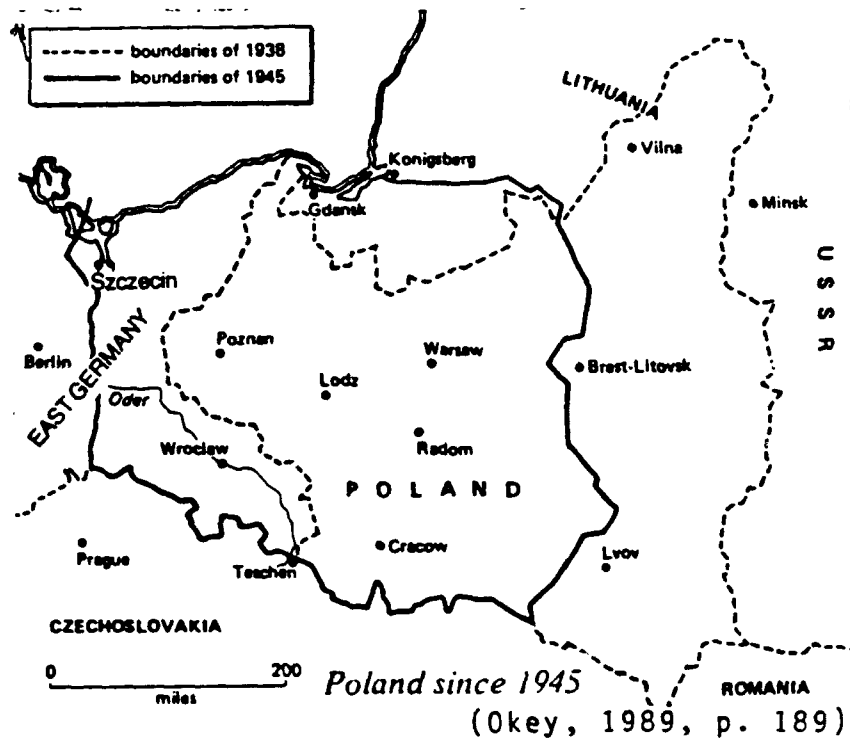 boundaries of 1938
boundaries of 1945
LITHUANIA
Vilna
Konigsberg
Minsk
Gdansk
USSR
Szczecin
Poznan
Warsaw
Berlin
Brest-Litovsk
EAST GERMANY
Lodz
Oder
Radom
Wroclaw
POLAND
Cracow
Lvov
Prague
Teschen
CZECHOSLOVAKIA
0 200
miles
Poland since 1945
ROMANIA
(Okey, 1989, p. 189)